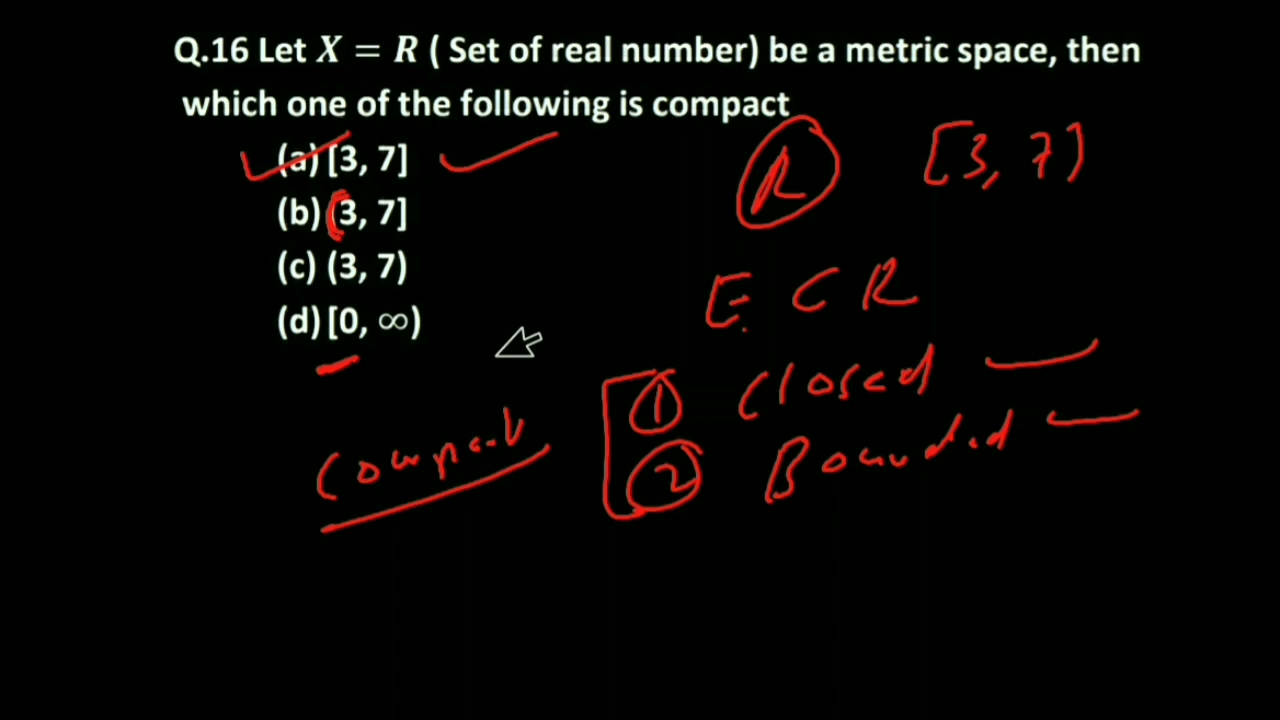 Q.16 Let X = R ( Set of real number) be a metric space, then
which one of the following is compact
(a) [3, 7]
(b) (3, 7]
(c) (3, 7)
(d) [0, ∞)
R
[3, 7]
E ⊂ R
① Closed
② Bounded
Compact